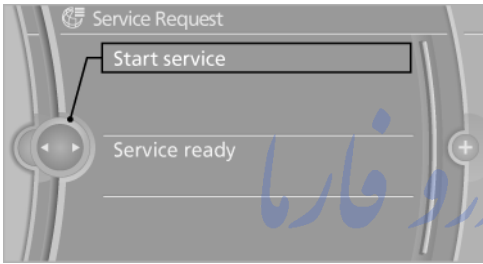 Service Request
Start service
Service ready
رو فارما